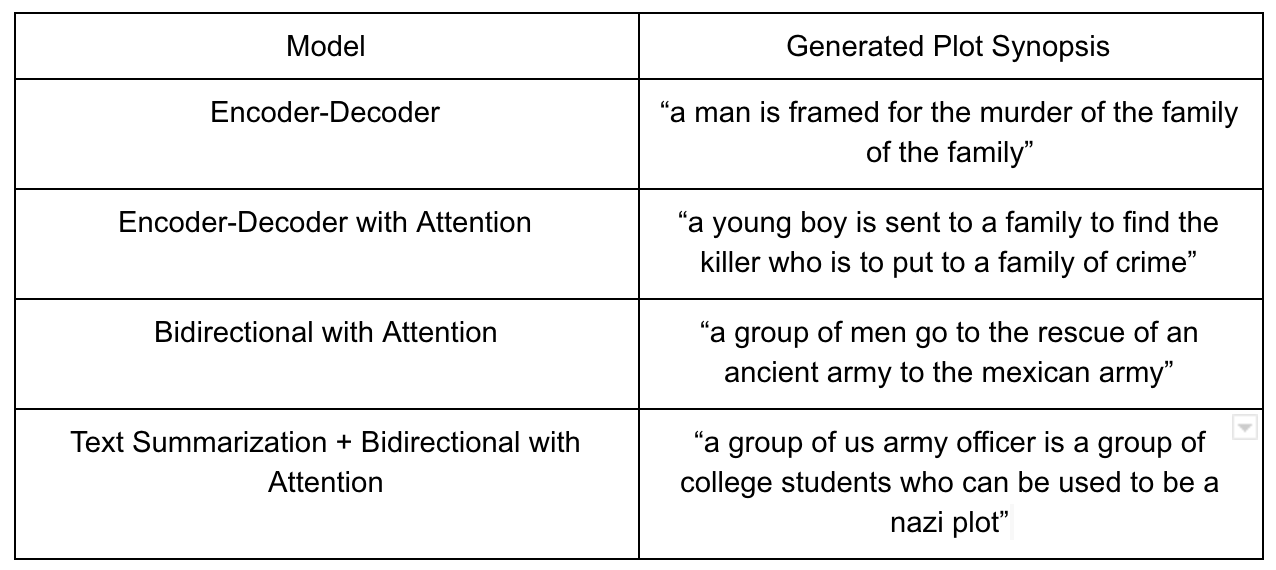 Model
Generated Plot Synopsis
Encoder-Decoder
“a man is framed for the murder of the family
of the family”
Encoder-Decoder with Attention
“a young boy is sent to a family to find the
killer who is to put to a family of crime”
Bidirectional with Attention
“a group of men go to the rescue of an
ancient army to the mexican army”
Text Summarization + Bidirectional with
Attention
“a group of us army officer is a group of
college students who can be used to be a
nazi plot”